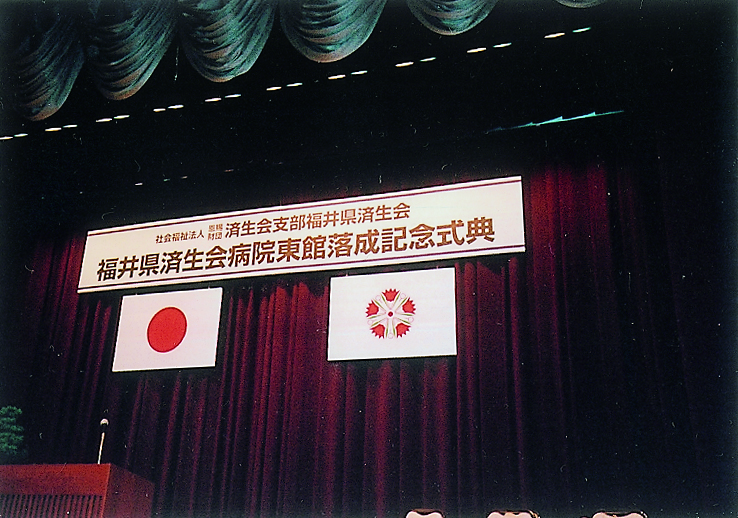 社会福祉法人 恩賜財団 済生会支部福井県済生会
福井県済生会病院東館落成記念式典